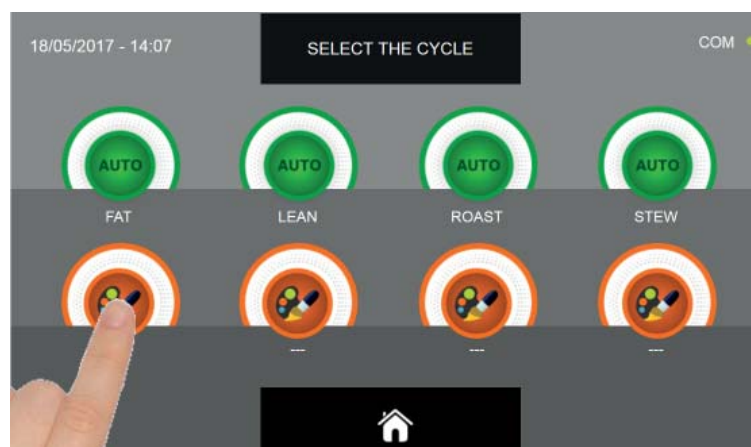 18/05/2017 - 14:07
SELECT THE CYCLE
COM
AUTO AUTO AUTO AUTO
FAT LEAN ROAST STEW
--- --- ---